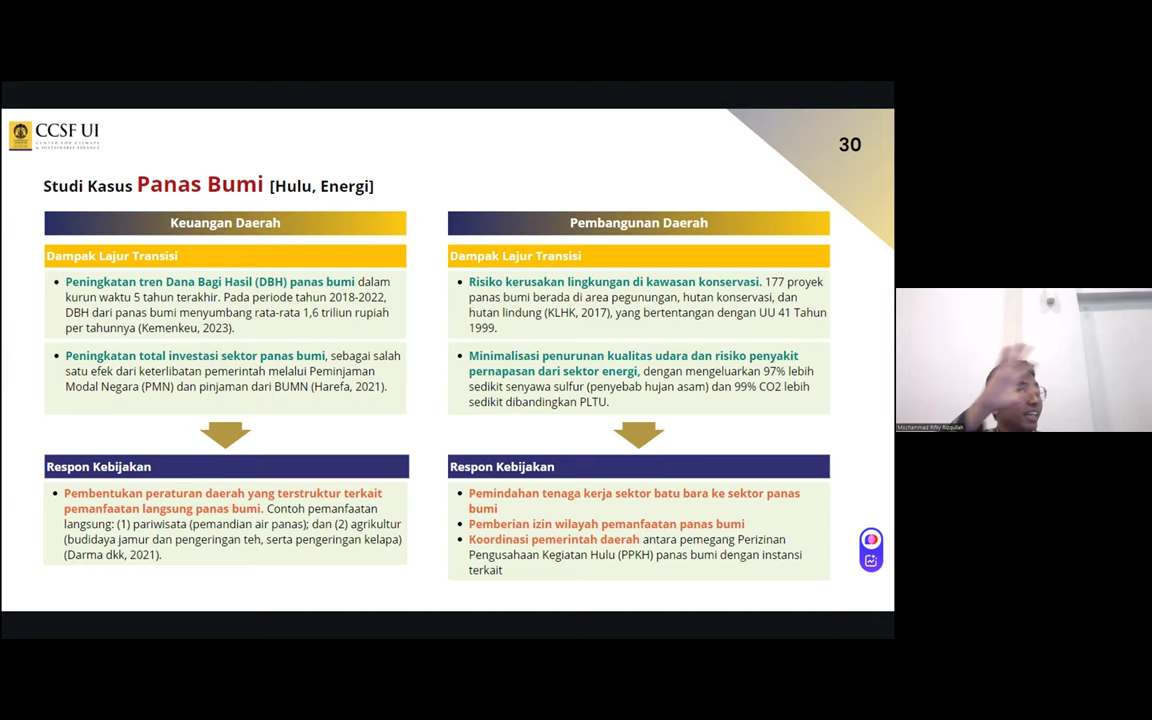 CCSF UI
CENTER FOR CLIMATE
& SUSTAINABLE FINANCE
30
Studi Kasus Panas Bumi [Hulu, Energi]
Keuangan Daerah
Dampak Lajur Transisi
• Peningkatan tren Dana Bagi Hasil (DBH) panas bumi dalam
kurun waktu 5 tahun terakhir. Pada periode tahun 2018-2022,
DBH dari panas bumi menyumbang rata-rata 1,6 triliun rupiah
per tahunnya (Kemenkeu, 2023).
• Peningkatan total investasi sektor panas bumi, sebagai salah
satu efek dari keterlibatan pemerintah melalui Peminjaman
Modal Negara (PMN) dan pinjaman dari BUMN (Harefa, 2021).
Respon Kebijakan
• Pembentukan peraturan daerah yang terstruktur terkait
pemanfaatan langsung panas bumi. Contoh pemanfaatan
langsung: (1) pariwisata (pemandian air panas); dan (2) agrikultur
(budidaya jamur dan pengeringan teh, serta pengeringan kelapa)
(Darma dkk, 2021).
Pembangunan Daerah
Dampak Lajur Transisi
• Risiko kerusakan lingkungan di kawasan konservasi. 177 proyek
panas bumi berada di area pegunungan, hutan konservasi, dan
hutan lindung (KLHK, 2017), yang bertentangan dengan UU 41 Tahun
1999.
• Minimalisasi penurunan kualitas udara dan risiko penyakit
pernapasan dari sektor energi, dengan mengeluarkan 97% lebih
sedikit senyawa sulfur (penyebab hujan asam) dan 99% CO2 lebih
sedikit dibandingkan PLTU.
Respon Kebijakan
• Pemindahan tenaga kerja sektor batu bara ke sektor panas
bumi
• Pemberian izin wilayah pemanfaatan panas bumi
• Koordinasi pemerintah daerah antara pemegang Perizinan
Pengusahaan Kegiatan Hulu (PPKH) panas bumi dengan instansi
terkait
Mochammad Rifky Rizqullah